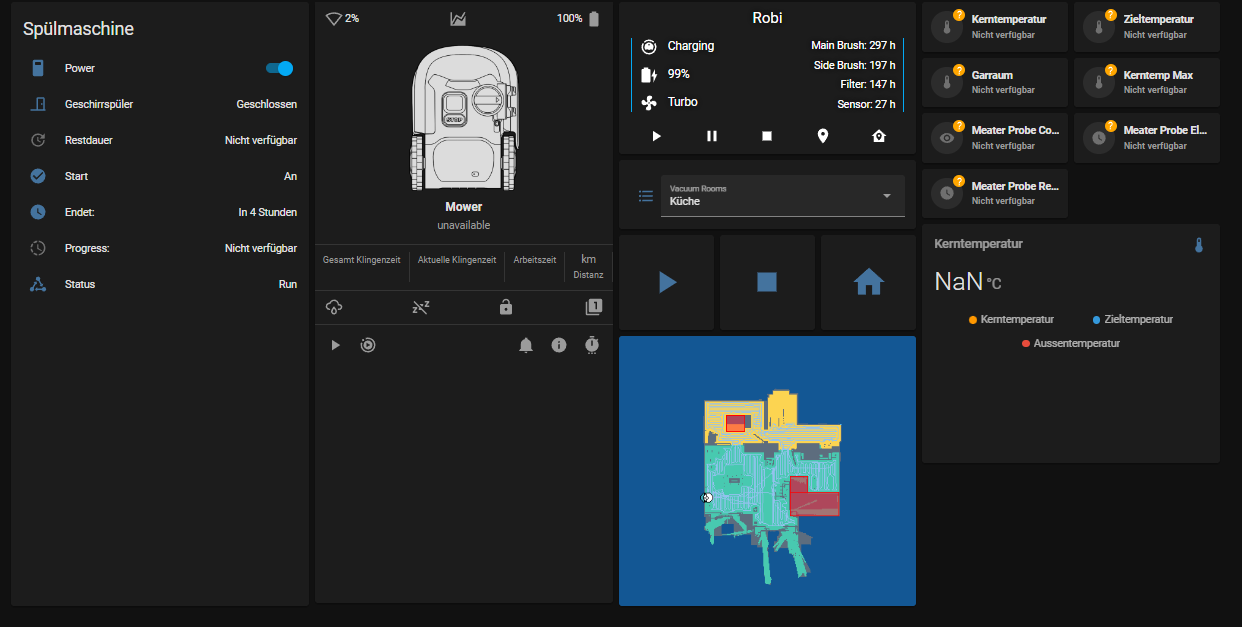 Spülmaschine
Power
Geschirrspüler Geschlossen
Restdauer Nicht verfügbar
Start An
Endet: In 4 Stunden
Progress: Nicht verfügbar
Status Run
2% 100%
STOP
Mower
unavailable
Gesamt Klingenzeit Aktuelle Klingenzeit Arbeitszeit km
Distanz
1
Robi
Charging Main Brush: 297 h
99% Side Brush: 197 h
Filter: 147 h
Turbo Sensor: 27 h
Vacuum Rooms
Küche
Kerntemperatur
Nicht verfügbar
Zieltemperatur
Nicht verfügbar
Garraum
Nicht verfügbar
Kerntemp Max
Nicht verfügbar
Meater Probe Co...
Nicht verfügbar
Meater Probe El...
Nicht verfügbar
Meater Probe Re...
Nicht verfügbar
Kerntemperatur
NaN °C
Kerntemperatur Zieltemperatur
Aussentemperatur